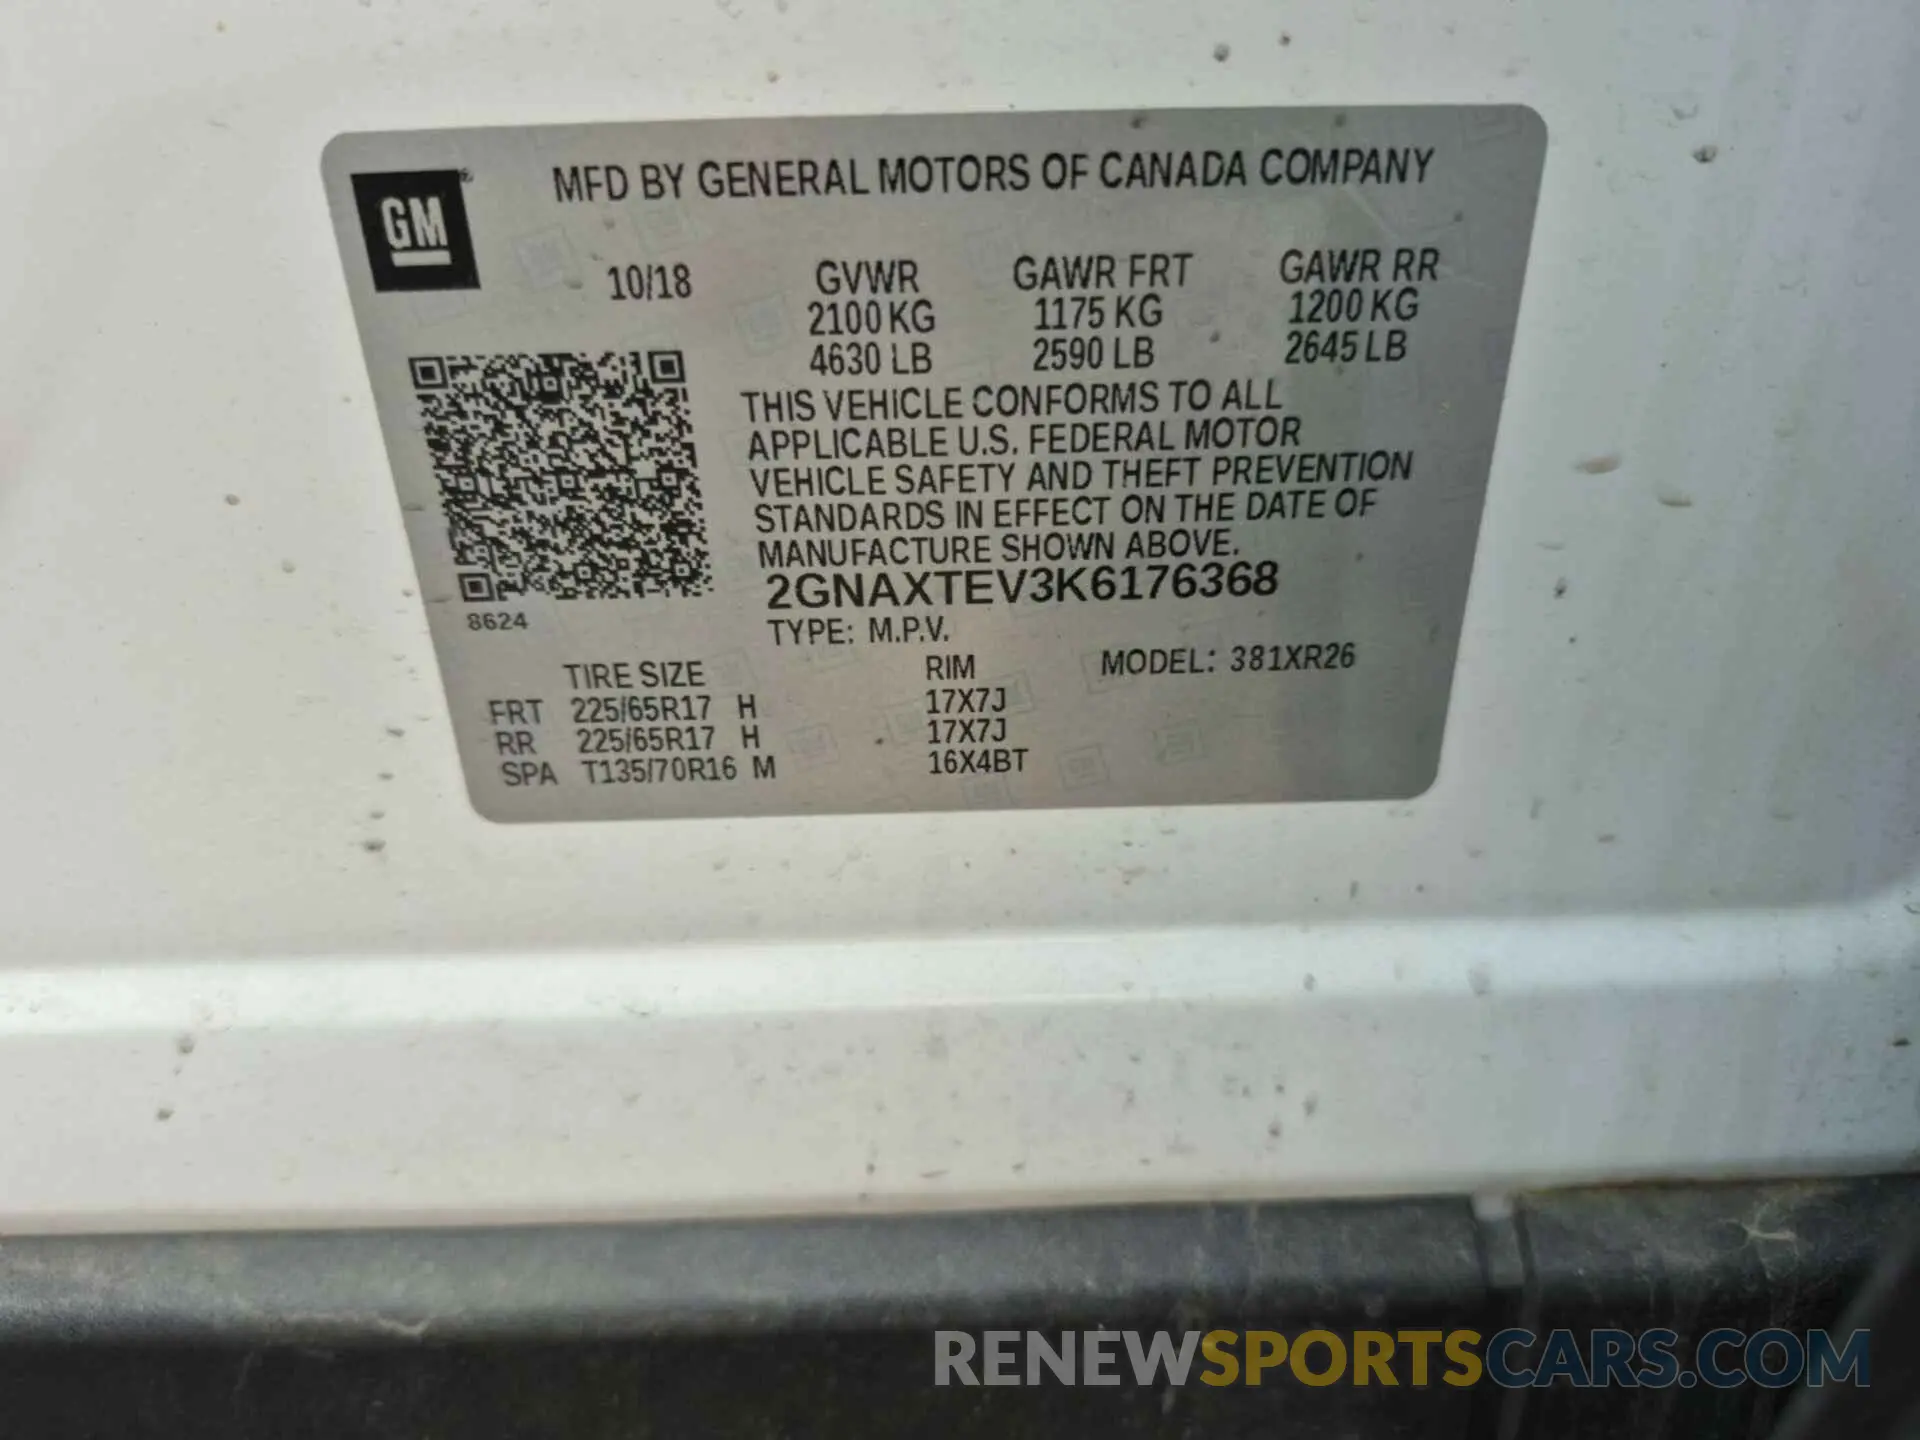 GM ®
MFD BY GENERAL MOTORS OF CANADA COMPANY
10/18 GVWR GAWR FRT GAWR RR
2100 KG 1175 KG 1200 KG
4630 LB 2590 LB 2645 LB
THIS VEHICLE CONFORMS TO ALL
APPLICABLE U.S. FEDERAL MOTOR
VEHICLE SAFETY AND THEFT PREVENTION
STANDARDS IN EFFECT ON THE DATE OF
MANUFACTURE SHOWN ABOVE.
2GNAXTEV3K6176368
8624
TYPE: M.P.V.
TIRE SIZE RIM MODEL: 381XR26
FRT 225/65R17 H 17X7J
RR 225/65R17 H 17X7J
SPA T135/70R16 M 16X4BT
RENEWSPORTSCARS.COM